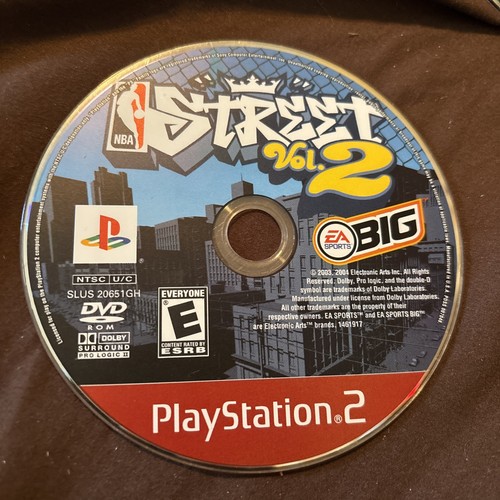 NBA
STREET
Vol. 2
EA
SPORTS
BIG
NTSC U/C
SLUS 20651GH
DVD
ROM
DOLBY
SURROUND
PRO LOGIC II
EVERYONE
E
CONTENT RATED BY
ESRB
© 2003, 2004 Electronic Arts Inc. All Rights
Reserved. Dolby, Pro logic, and the double-D
symbol are trademarks of Dolby Laboratories.
Manufactured under license from Dolby Laboratories.
All other trademarks are the property of their
respective owners. EA SPORTS™ and EA SPORTS BIG™
are Electronic Arts™ brands. 1461917
PlayStation®2